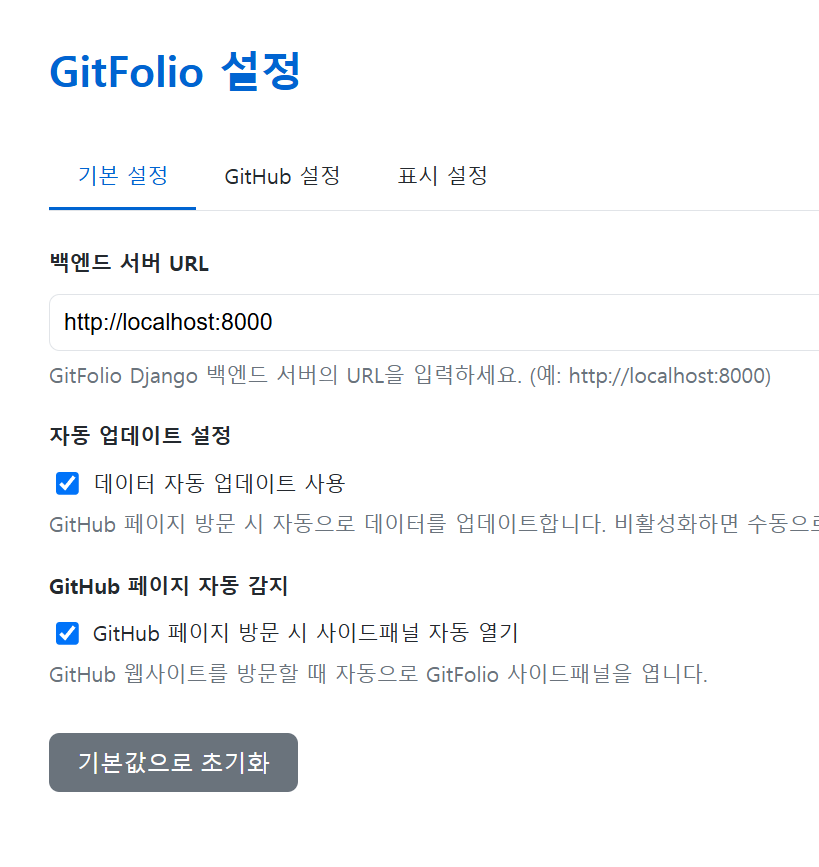 GitFolio 설정
기본 설정 GitHub 설정 표시 설정
백엔드 서버 URL
http://localhost:8000
GitFolio Django 백엔드 서버의 URL을 입력하세요. (예: http://localhost:8000)
자동 업데이트 설정
데이터 자동 업데이트 사용
GitHub 페이지 방문 시 자동으로 데이터를 업데이트합니다. 비활성화하면 수동으로
GitHub 페이지 자동 감지
GitHub 페이지 방문 시 사이드패널 자동 열기
GitHub 웹사이트를 방문할 때 자동으로 GitFolio 사이드패널을 엽니다.
기본값으로 초기화